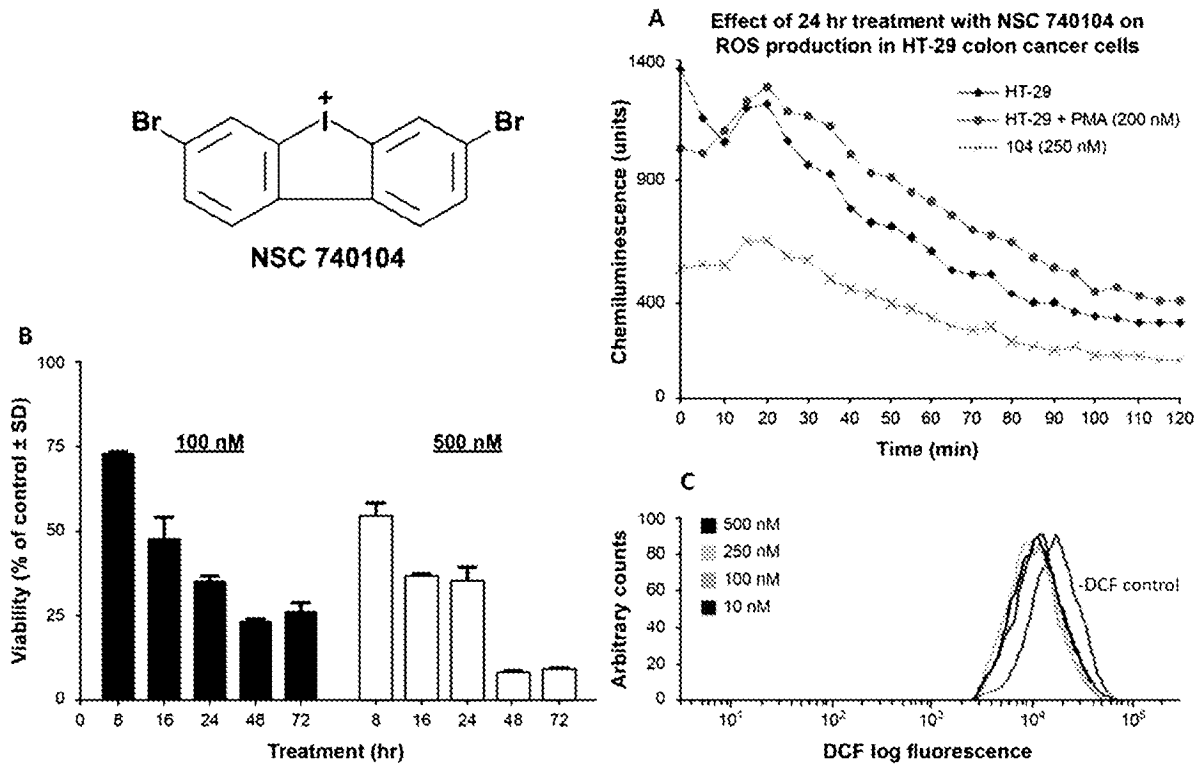 Br
+
I
Br
NSC 740104
A
Effect of 24 hr treatment with NSC 740104 on
ROS production in HT-29 colon cancer cells
Chemiluminescence (units)
1400
900
400
0
HT-29
HT-29 + PMA (200 nM)
104 (250 nM)
0 10 20 30 40 50 60 70 80 90 100 110 120
Time (min)
B
Viability (% of control ± SD)
100
75
50
25
0
100 nM
500 nM
0 8 16 24 48 72 8 16 24 48 72
Treatment (hr)
C
Arbitrary counts
100
80
60
40
20
0
500 nM
250 nM
100 nM
10 nM
-DCF control
10¹ 10² 10³ 10⁴ 10⁵
DCF log fluorescence